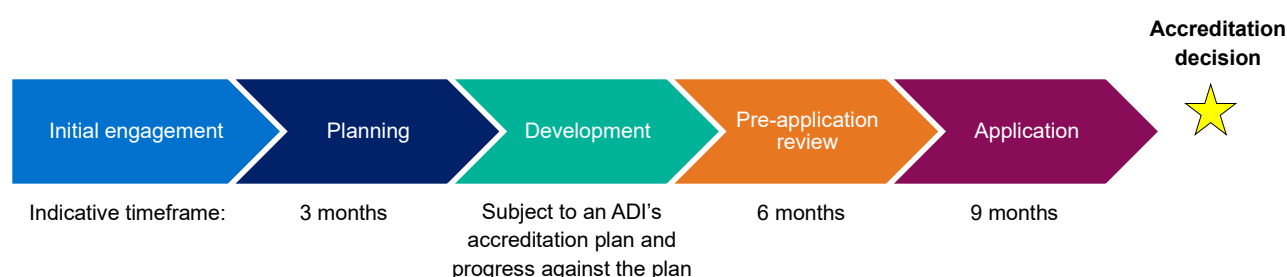 Accreditation
decision
Initial engagement
Planning
Development
Pre-application
review
Application
Indicative timeframe:
3 months
Subject to an ADI’s
accreditation plan and
progress against the plan
6 months
9 months